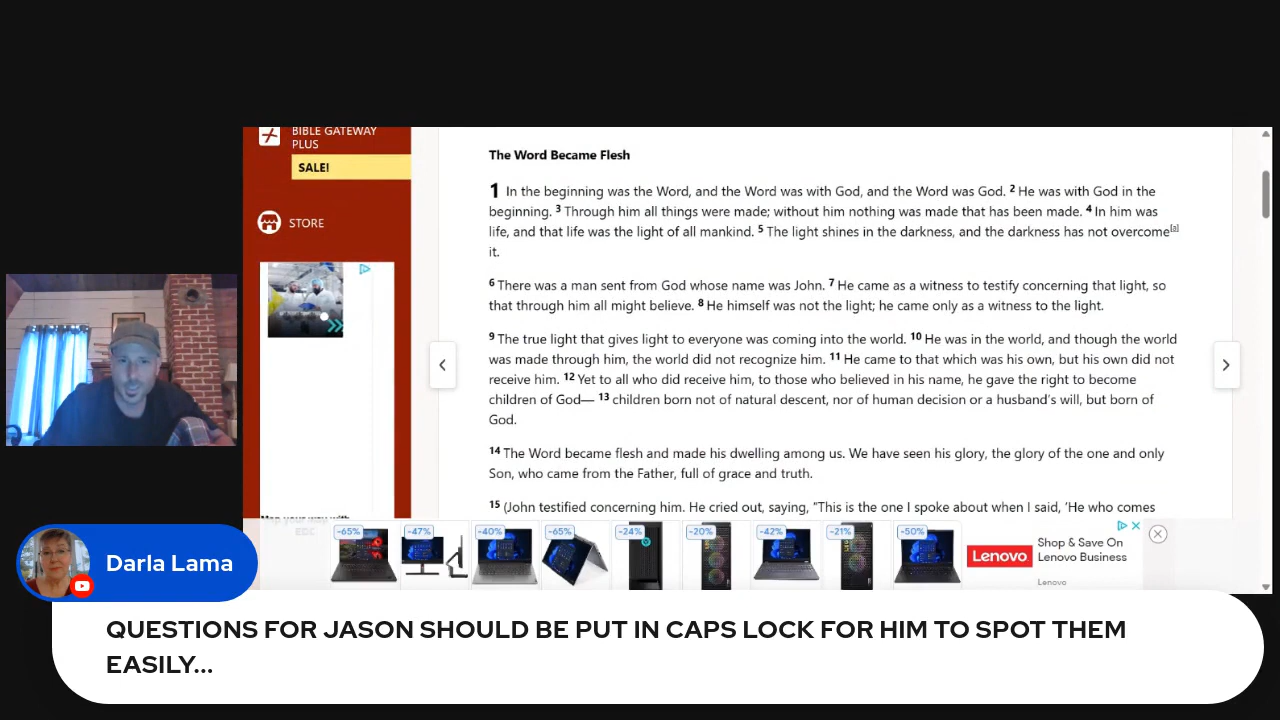 BIBLE GATEWAY
PLUS
SALE!
STORE
The Word Became Flesh
1 In the beginning was the Word, and the Word was with God, and the Word was God. 2 He was with God in the
beginning. 3 Through him all things were made; without him nothing was made that has been made. 4 In him was
life, and that life was the light of all mankind. 5 The light shines in the darkness, and the darkness has not overcome[a]
it.
6 There was a man sent from God whose name was John. 7 He came as a witness to testify concerning that light, so
that through him all might believe. 8 He himself was not the light; he came only as a witness to the light.
9 The true light that gives light to everyone was coming into the world. 10 He was in the world, and though the world
was made through him, the world did not recognize him. 11 He came to that which was his own, but his own did not
receive him. 12 Yet to all who did receive him, to those who believed in his name, he gave the right to become
children of God— 13 children born not of natural descent, nor of human decision or a husband's will, but born of
God.
14 The Word became flesh and made his dwelling among us. We have seen his glory, the glory of the one and only
Son, who came from the Father, full of grace and truth.
15 (John testified concerning him. He cried out, saying, “This is the one I spoke about when I said, ‘He who comes
-65% -47% -40% -65% -24% -20% -42% -21% -50%
Lenovo
Shop & Save On
Lenovo Business
Lenovo
Darla Lama
QUESTIONS FOR JASON SHOULD BE PUT IN CAPS LOCK FOR HIM TO SPOT THEM
EASILY...